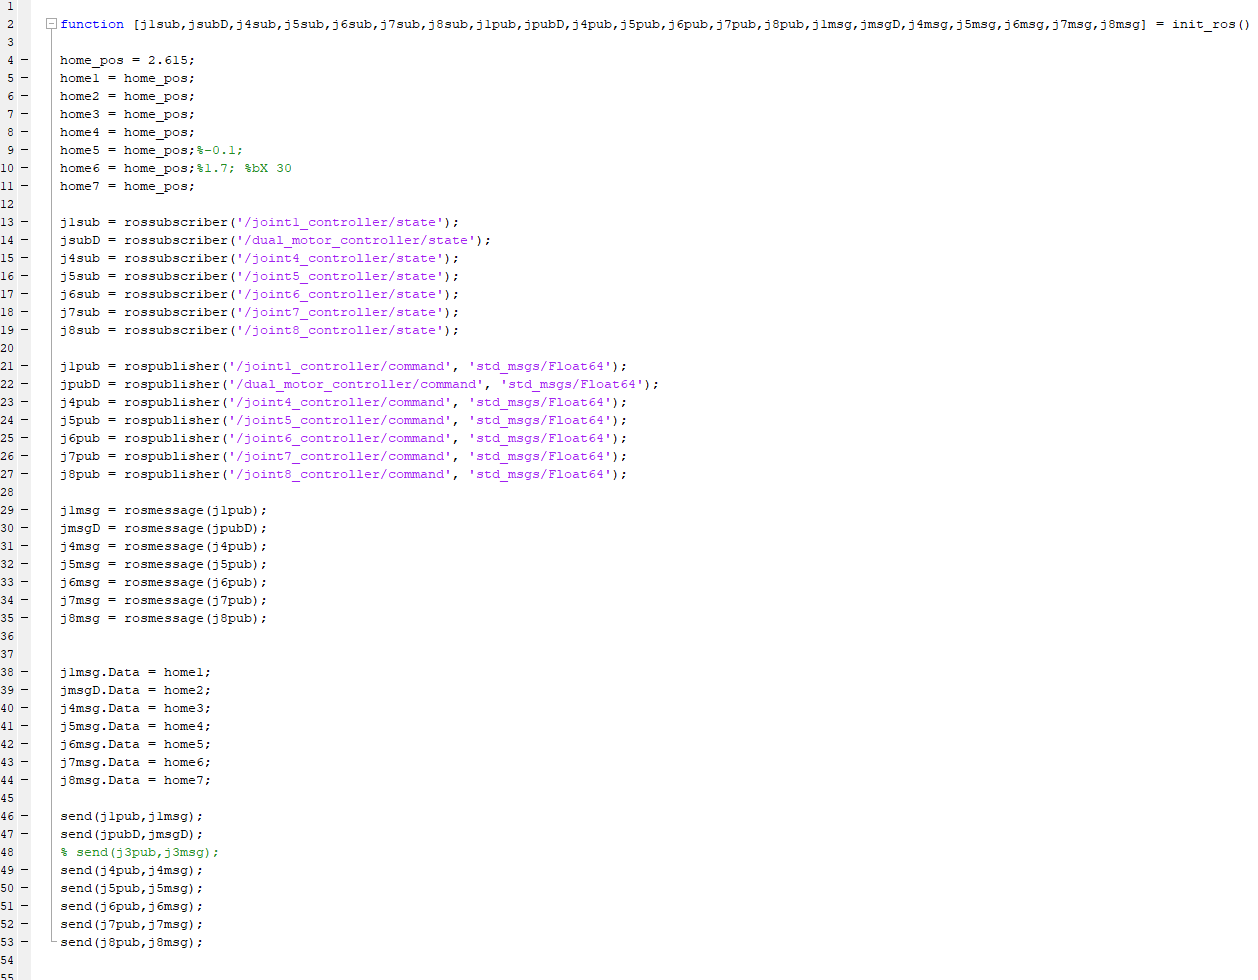 1
2 function [j1sub,jsubD,j4sub,j5sub,j6sub,j7sub,j8sub,j1pub,jpubD,j4pub,j5pub,j6pub,j7pub,j8pub,j1msg,jmsgD,j4msg,j5msg,j6msg,j7msg,j8msg] = init_ros()
3
4 – home_pos = 2.615;
5 – home1 = home_pos;
6 – home2 = home_pos;
7 – home3 = home_pos;
8 – home4 = home_pos;
9 – home5 = home_pos;%-0.1;
10 – home6 = home_pos;%1.7; %bX 30
11 – home7 = home_pos;
12
13 – j1sub = rossubscriber('/joint1_controller/state');
14 – jsubD = rossubscriber('/dual_motor_controller/state');
15 – j4sub = rossubscriber('/joint4_controller/state');
16 – j5sub = rossubscriber('/joint5_controller/state');
17 – j6sub = rossubscriber('/joint6_controller/state');
18 – j7sub = rossubscriber('/joint7_controller/state');
19 – j8sub = rossubscriber('/joint8_controller/state');
20
21 – j1pub = rospublisher('/joint1_controller/command', 'std_msgs/Float64');
22 – jpubD = rospublisher('/dual_motor_controller/command', 'std_msgs/Float64');
23 – j4pub = rospublisher('/joint4_controller/command', 'std_msgs/Float64');
24 – j5pub = rospublisher('/joint5_controller/command', 'std_msgs/Float64');
25 – j6pub = rospublisher('/joint6_controller/command', 'std_msgs/Float64');
26 – j7pub = rospublisher('/joint7_controller/command', 'std_msgs/Float64');
27 – j8pub = rospublisher('/joint8_controller/command', 'std_msgs/Float64');
28
29 – j1msg = rosmessage(j1pub);
30 – jmsgD = rosmessage(jpubD);
31 – j4msg = rosmessage(j4pub);
32 – j5msg = rosmessage(j5pub);
33 – j6msg = rosmessage(j6pub);
34 – j7msg = rosmessage(j7pub);
35 – j8msg = rosmessage(j8pub);
36
37
38 – j1msg.Data = home1;
39 – jmsgD.Data = home2;
40 – j4msg.Data = home3;
41 – j5msg.Data = home4;
42 – j6msg.Data = home5;
43 – j7msg.Data = home6;
44 – j8msg.Data = home7;
45
46 – send(j1pub,j1msg);
47 – send(jpubD,jmsgD);
48 % send(j3pub,j3msg);
49 – send(j4pub,j4msg);
50 – send(j5pub,j5msg);
51 – send(j6pub,j6msg);
52 – send(j7pub,j7msg);
53 – send(j8pub,j8msg);
54
55